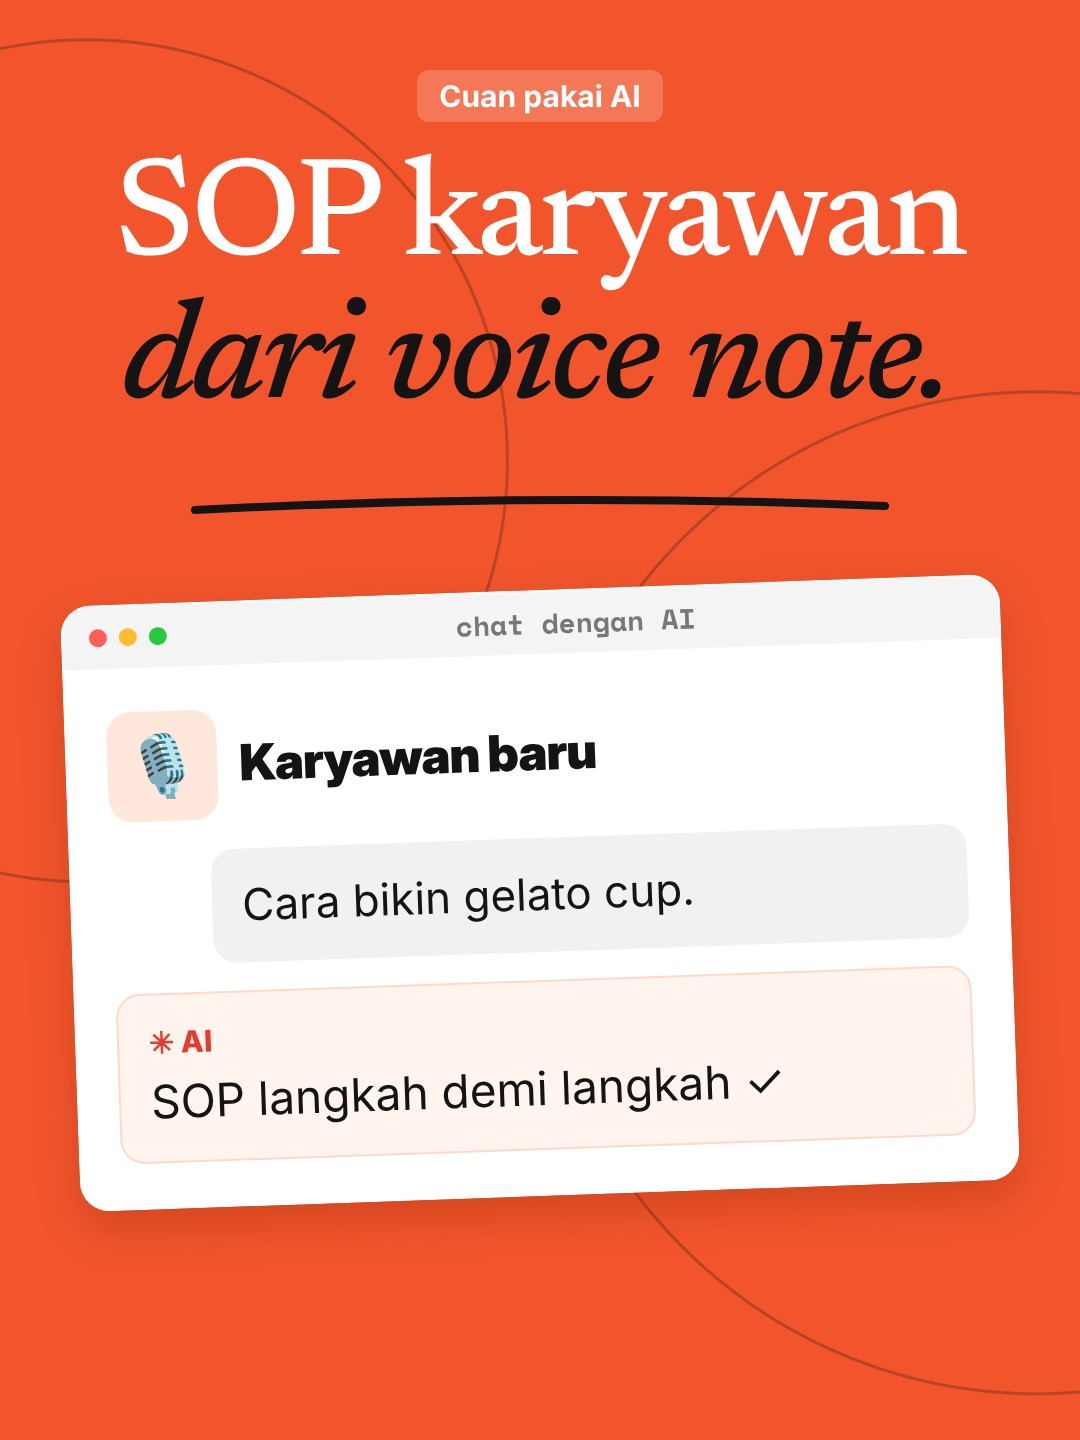 Cuan pakai AI
SOP karyawan
dari voice note.
chat dengan AI
Karyawan baru
Cara bikin gelato cup.
✳ AI
SOP langkah demi langkah ✓